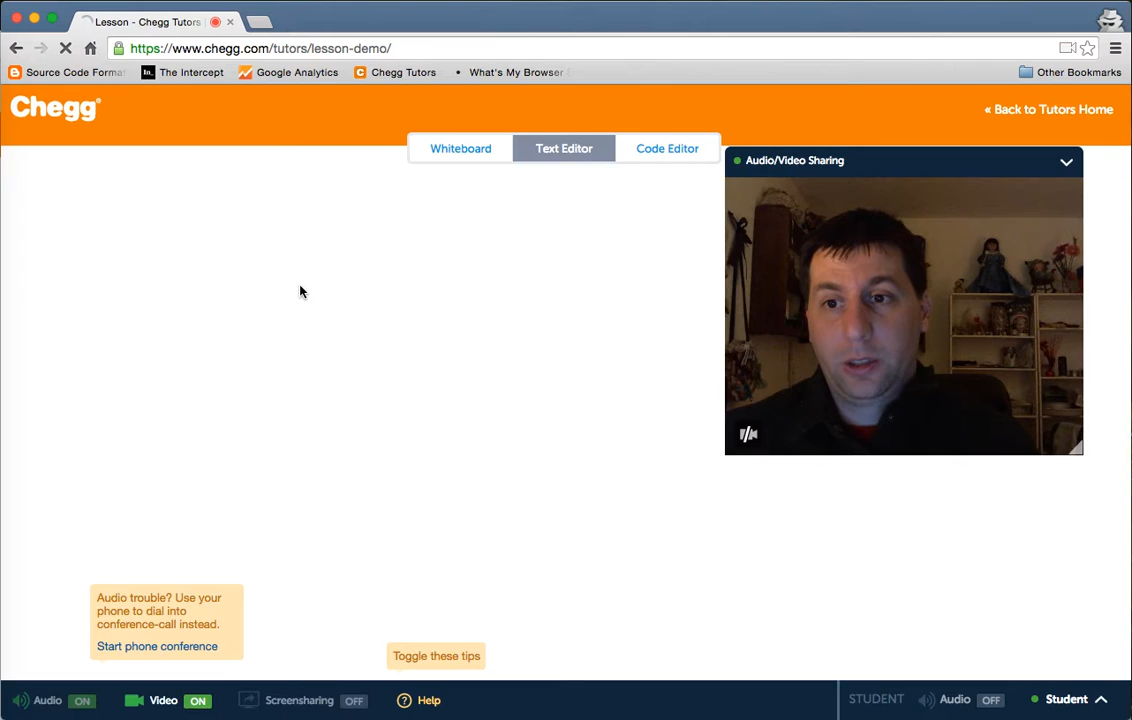 Lesson - Chegg Tutors
https://www.chegg.com/tutors/lesson-demo/
Source Code Forma
In_ The Intercept
Google Analytics
C Chegg Tutors
• What's My Browser
Other Bookmarks
Chegg®
« Back to Tutors Home
Whiteboard
Text Editor
Code Editor
Audio/Video Sharing
Audio trouble? Use your
phone to dial into
conference-call instead.
Start phone conference
Toggle these tips
Audio ON
Video ON
Screensharing OFF
? Help
STUDENT
Audio OFF
Student